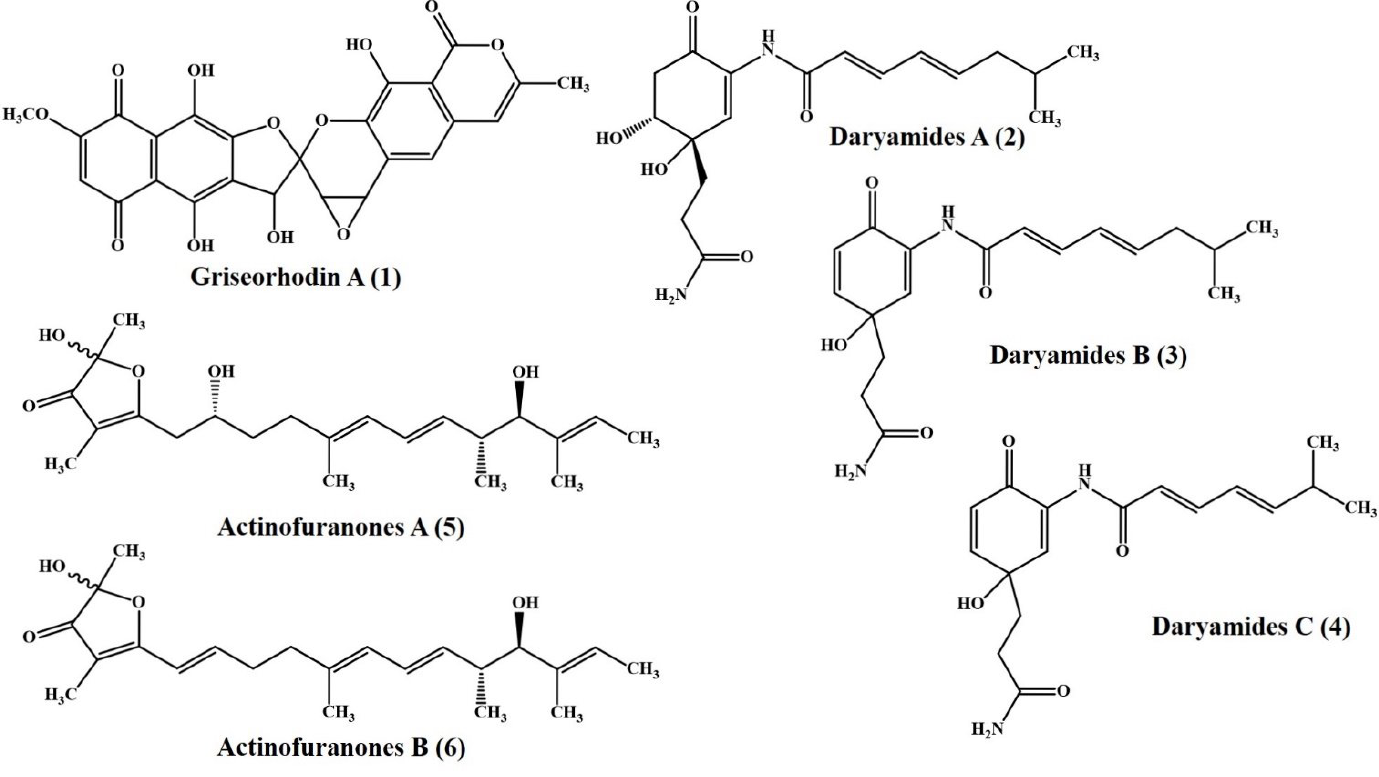 O
HO
O
CH₃
O
OH
H₃CO
O
O
O
OH
OH
O
Griseorhodin A (1)
O
H
N
CH₃
HO
O
CH₃
HO
Daryamides A (2)
O
H₂N
O
H
N
CH₃
O
CH₃
HO
Daryamides B (3)
O
H₂N
CH₃
HO
O
OH
OH
O
CH₃
H₃C
CH₃
CH₃
CH₃
Actinofuranones A (5)
O
H
N
CH₃
CH₃
O
HO
Daryamides C (4)
O
H₂N
CH₃
HO
O
OH
O
CH₃
H₃C
CH₃
CH₃
CH₃
Actinofuranones B (6)